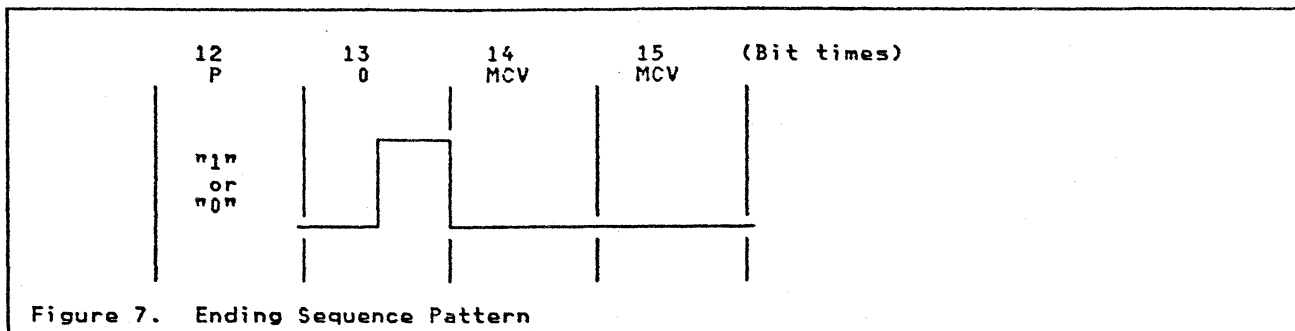 12 13 14 15 (Bit times)
P 0 MCV MCV
"1"
or
"0"
Figure 7. Ending Sequence Pattern